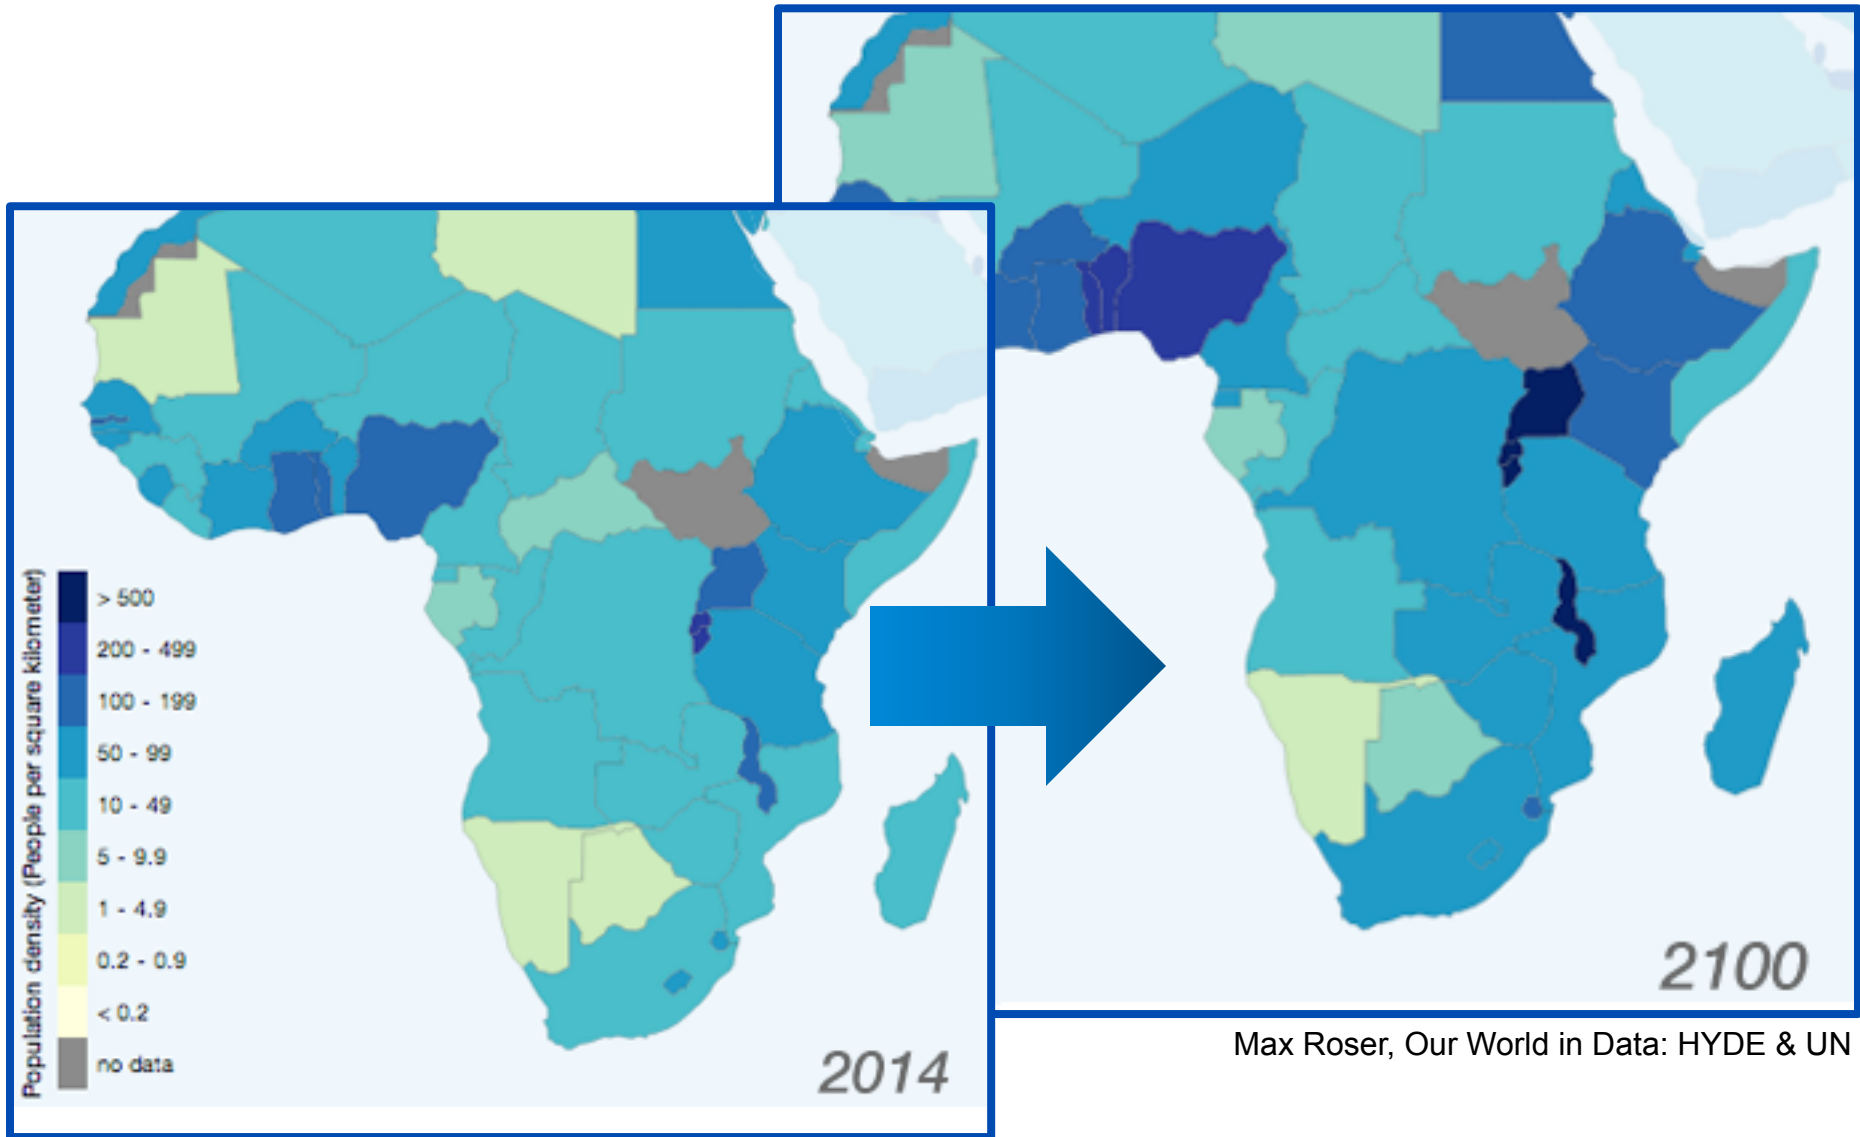 Population density (People per square kilometer)
> 500
200 - 499
100 - 199
50 - 99
10 - 49
5 - 9.9
1 - 4.9
0.2 - 0.9
< 0.2
no data
2014
2100
Max Roser, Our World in Data: HYDE & UN